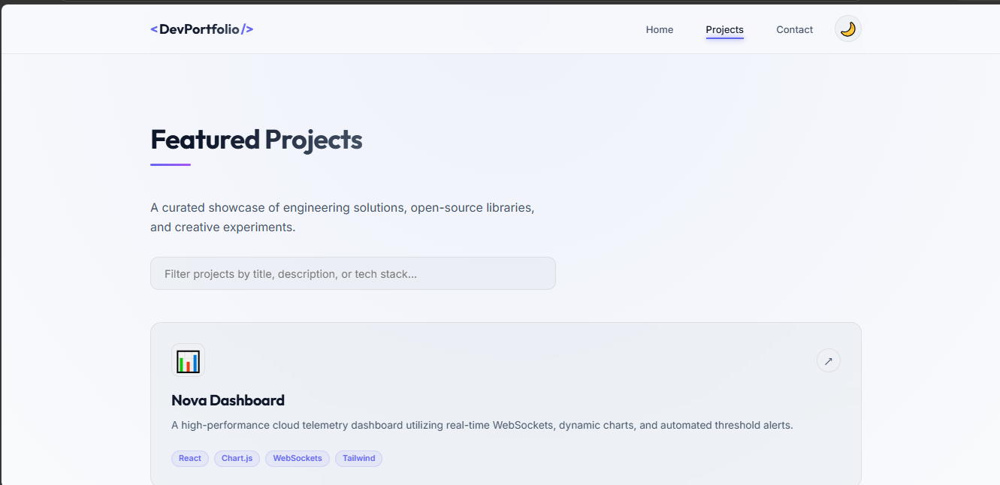 <DevPortfolio/>
Home
Projects
Contact
Featured Projects
A curated showcase of engineering solutions, open-source libraries,
and creative experiments.
Filter projects by title, description, or tech stack...
Nova Dashboard
A high-performance cloud telemetry dashboard utilizing real-time WebSockets, dynamic charts, and automated threshold alerts.
React
Chart.js
WebSockets
Tailwind